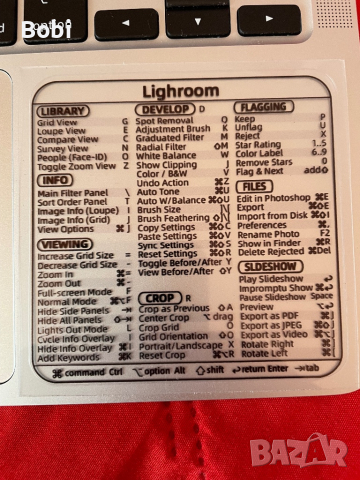 Bobi
option
Lighroom
LIBRARY
Grid View G
Loupe View E
Compare View C
Survey View N
People (Face-ID) O
Toggle Zoom View Z
INFO
Main Filter Panel \
Sort Order Panel T
Image Info (Loupe) I
Image Info (Grid) J
View Options ⌘J
VIEWING
Increase Grid Size =
Decrease Grid Size -
Zoom In ⌘=
Zoom Out ⌘-
Full-screen Mode F
Normal Mode ⌘⌥F
Hide Side Panels ⇥
Hide All Panels ⇧⇥
Lights Out Mode L
Cycle Info Overlay I
Hide Info Overlay ⌘I
Add Keywords ⌘K
DEVELOP D
Spot Removal Q
Adjustment Brush K
Graduated Filter M
Radial Filter ⇧M
White Balance W
Show Clipping J
Color / B&W V
Undo Action ⌘Z
Auto Tone ⌘U
Auto W/Balance ⌘⇧U
Brush Size
Brush Feathering
Copy Settings ⌘C
Paste Settings ⌘V
Sync Settings ⌘S
Reset Settings ⌘R
Toggle Before/After Y
View Before/After ⇧Y
CROP R
Crop as Previous ⇧A
Center Crop ⌥ drag
Crop Grid O
Grid Orientation ⇧O
Portrait/Landscape X
Reset Crop ⌘⌥R
FLAGGING
Keep P
Unflag U
Reject X
Star Rating 1..5
Color Label 6..9
Remove Stars 0
Flag & Next add⇧
FILES
Edit in Photoshop ⌘E
Export ⌘⇧E
Import from Disk ⌘⇧I
Preferences ⌘,
Rename Photo F2
Show in Finder ⌘R
Delete Rejected ⌘Del
SLIDESHOW
Play Slideshow ↵
Impromptu Show ⌘↵
Pause Slideshow Space
Preview ⌥↵
Export as PDF ⌘J
Export as JPEG ⌘⇧J
Export as Video ⌘⌥J
Rotate Right ⌘]
Rotate Left ⌘[
⌘command Ctrl ⌥option Alt ⇧shift ↵return Enter ⇥tab
BAZAR